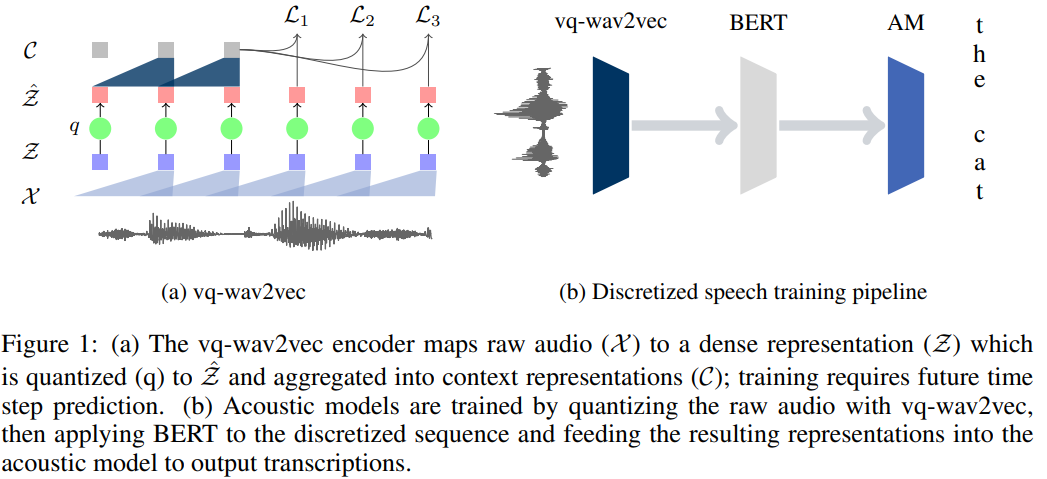 ℒ₁ ℒ₂ ℒ₃
𝒞
𝒵̂
q
𝒵
𝒳
(a) vq-wav2vec
vq-wav2vec BERT AM
t
h
e
c
a
t
(b) Discretized speech training pipeline
Figure 1: (a) The vq-wav2vec encoder maps raw audio (𝒳) to a dense representation (𝒵) which
is quantized (q) to 𝒵̂ and aggregated into context representations (𝒞); training requires future time
step prediction. (b) Acoustic models are trained by quantizing the raw audio with vq-wav2vec,
then applying BERT to the discretized sequence and feeding the resulting representations into the
acoustic model to output transcriptions.